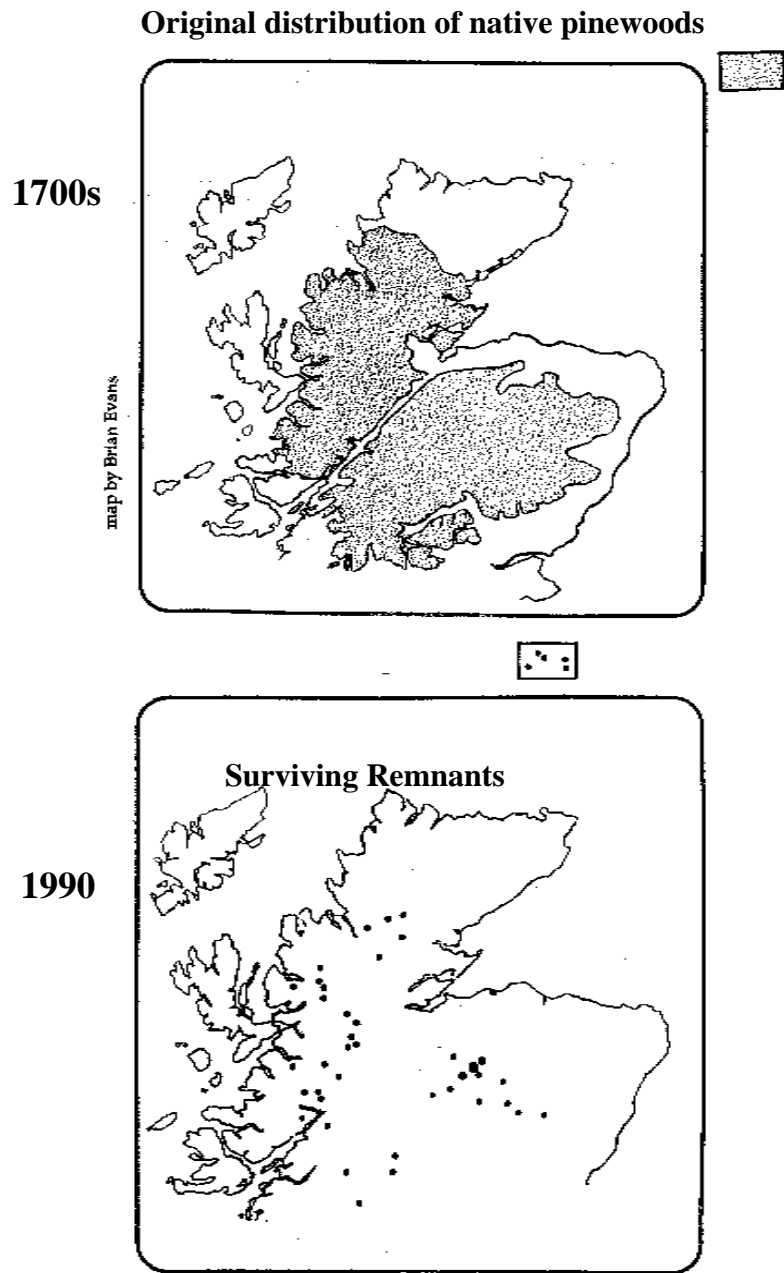 Original distribution of native pinewoods
1700s
map by Brian Evans
Surviving Remnants
1990